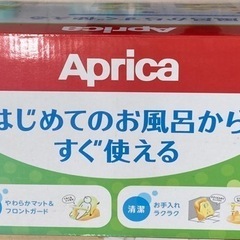 Aprica
はじめてのお風呂から
すぐ使える
やわらかマット&
フロントガード
清潔
お手入れ
ラクラク